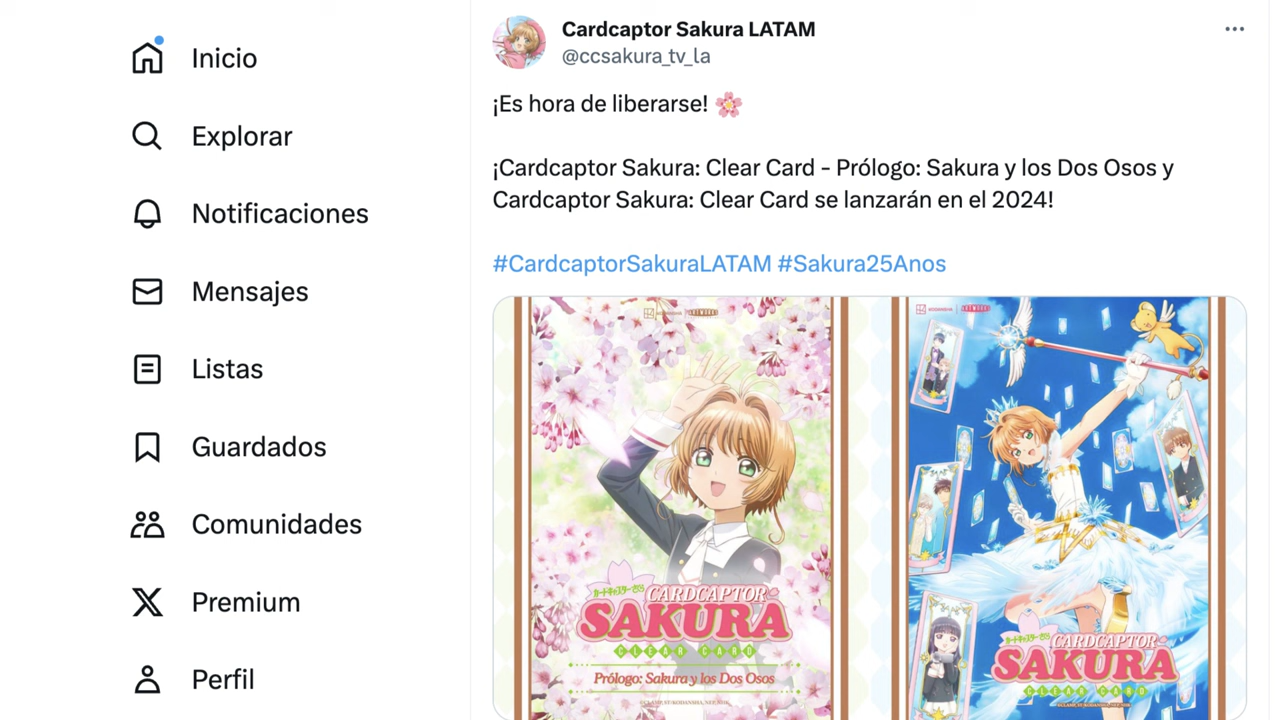 Inicio
Explorar
Notificaciones
Mensajes
Listas
Guardados
Comunidades
Premium
Perfil
Cardcaptor Sakura LATAM
@ccsakura_tv_la
¡Es hora de liberarse! 🌸
¡Cardcaptor Sakura: Clear Card - Prólogo: Sakura y los Dos Osos y
Cardcaptor Sakura: Clear Card se lanzarán en el 2024!
#CardcaptorSakuraLATAM #Sakura25Anos
カードキャプターさくら CARDCAPTOR
SAKURA
CLEAR CARD
Prólogo: Sakura y los Dos Osos
カードキャプターさくら CARDCAPTOR
SAKURA
CLEAR CARD